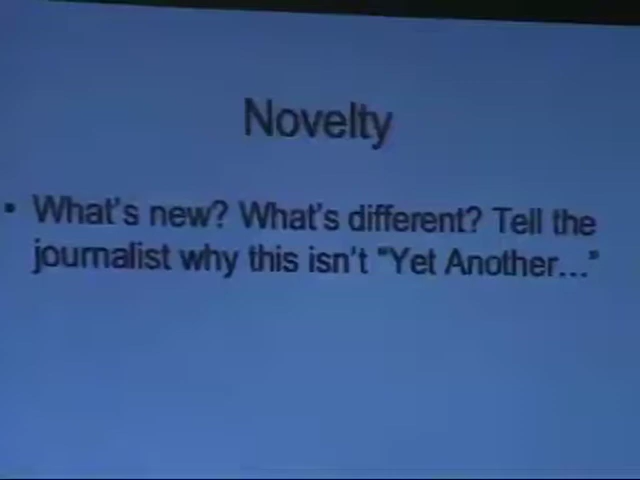 Novelty
• What's new? What's different? Tell the
journalist why this isn't "Yet Another..."